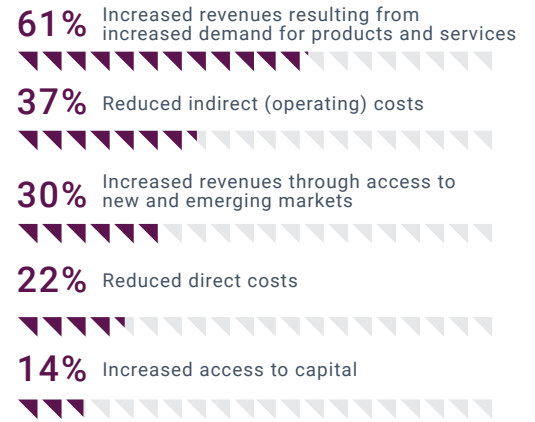 61% Increased revenues resulting from
increased demand for products and services
37% Reduced indirect (operating) costs
30% Increased revenues through access to
new and emerging markets
22% Reduced direct costs
14% Increased access to capital